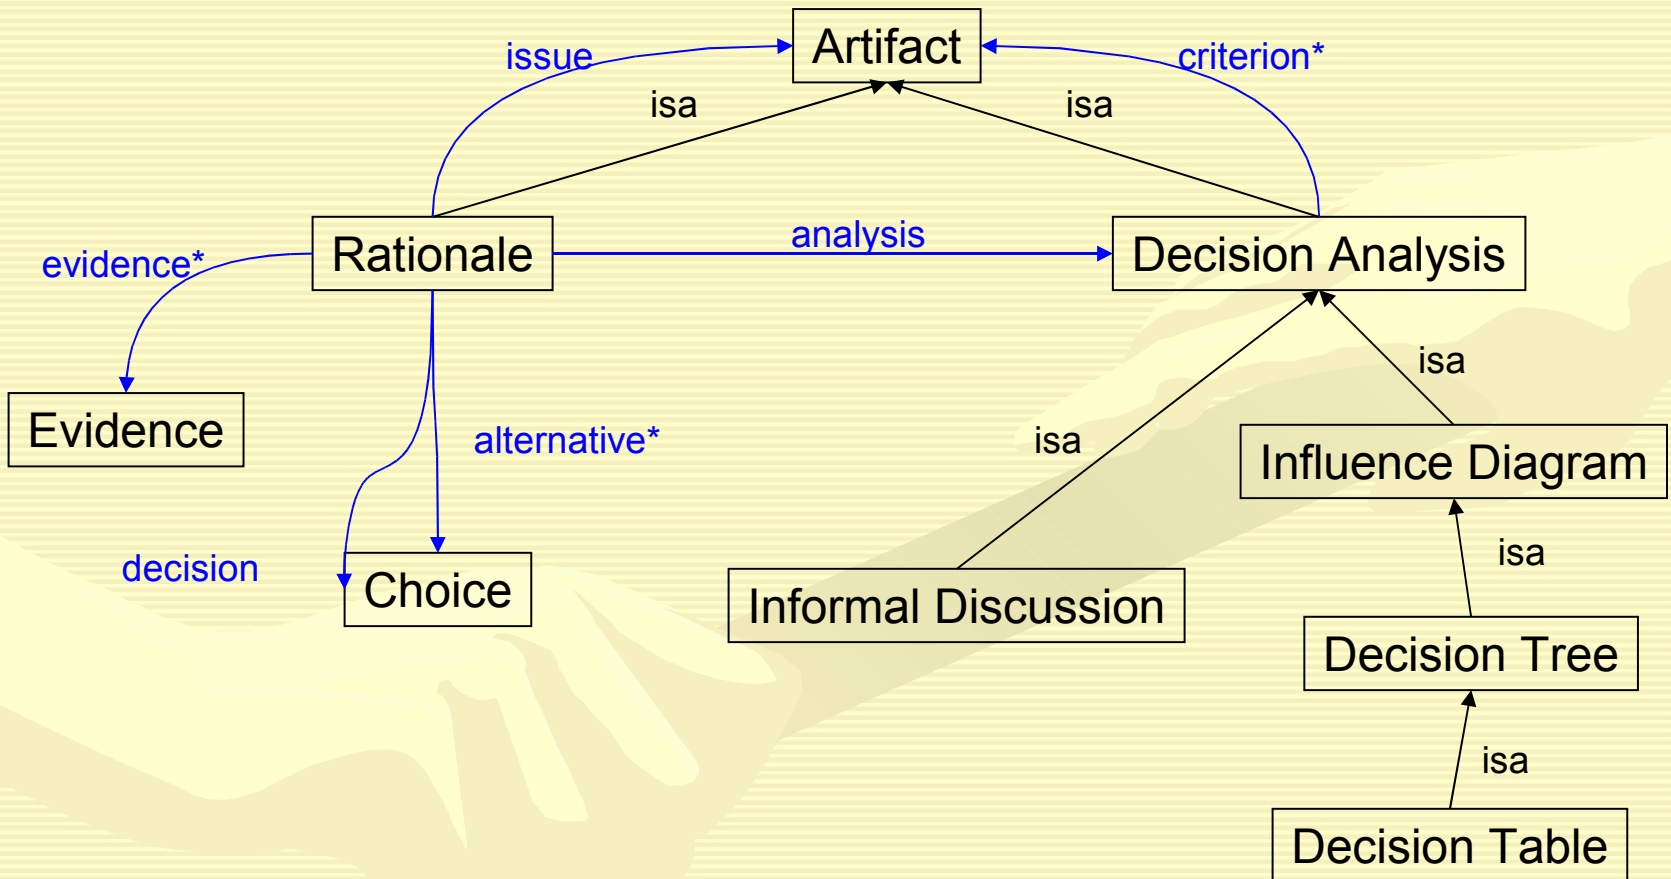 Artifact
issue
criterion*
isa
isa
Rationale
analysis
Decision Analysis
evidence*
isa
Evidence
alternative*
isa
Influence Diagram
decision
Choice
Informal Discussion
isa
Decision Tree
isa
Decision Table